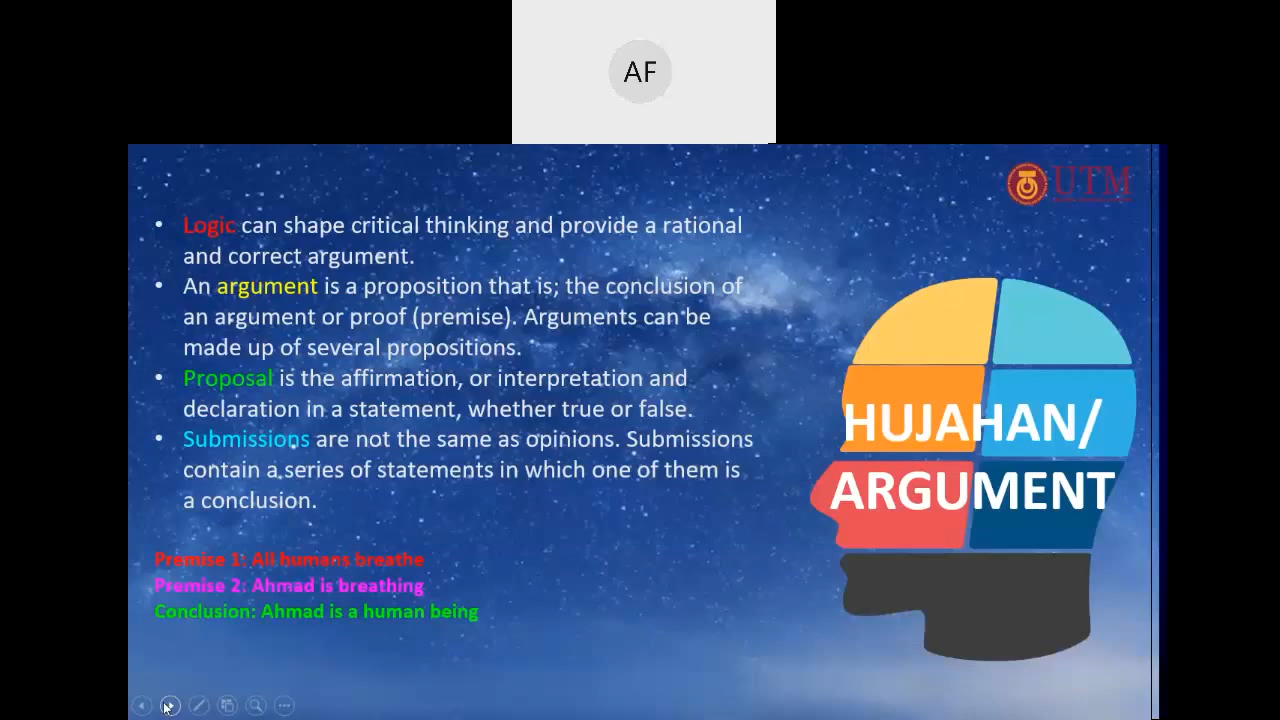 AF
UTM
• Logic can shape critical thinking and provide a rational
and correct argument.
• An argument is a proposition that is; the conclusion of
an argument or proof (premise). Arguments can be
made up of several propositions.
• Proposal is the affirmation, or interpretation and
declaration in a statement, whether true or false.
• Submissions are not the same as opinions. Submissions
contain a series of statements in which one of them is
a conclusion.
HUJAHAN/
ARGUMENT
Premise 1: All humans breathe
Premise 2: Ahmad is breathing
Conclusion: Ahmad is a human being